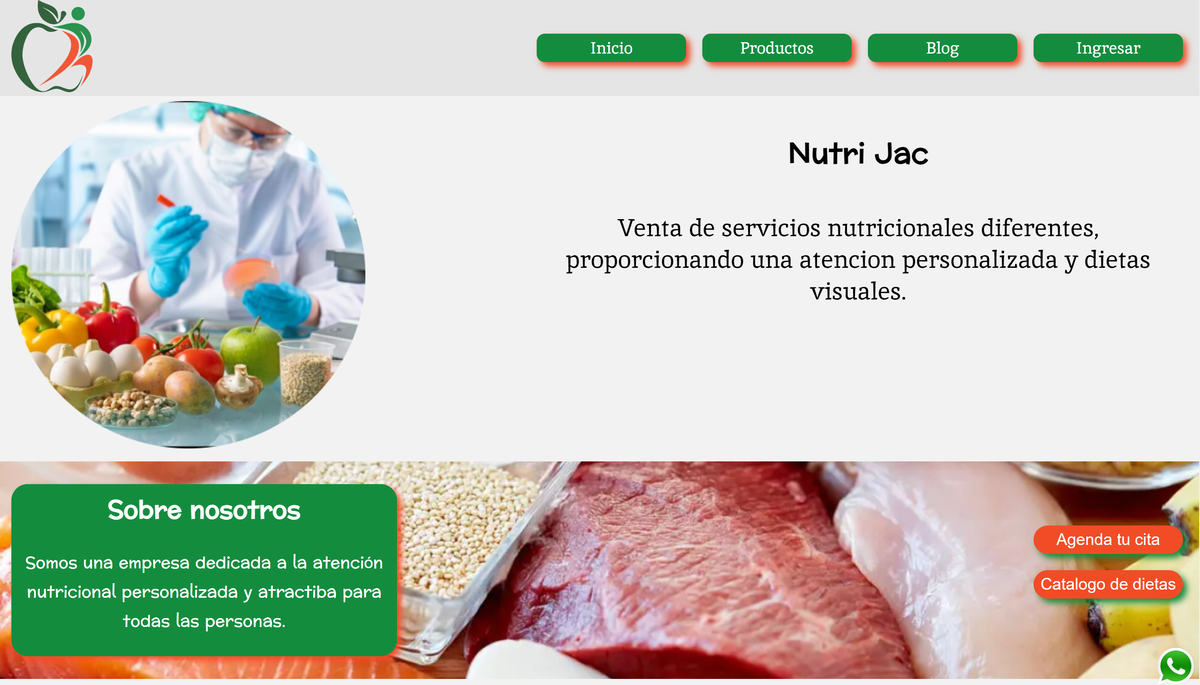 Inicio
Productos
Blog
Ingresar
Nutri Jac
Venta de servicios nutricionales diferentes,
proporcionando una atencion personalizada y dietas
visuales.
Sobre nosotros
Somos una empresa dedicada a la atención
nutricional personalizada y atractiba para
todas las personas.
Agenda tu cita
Catalogo de dietas